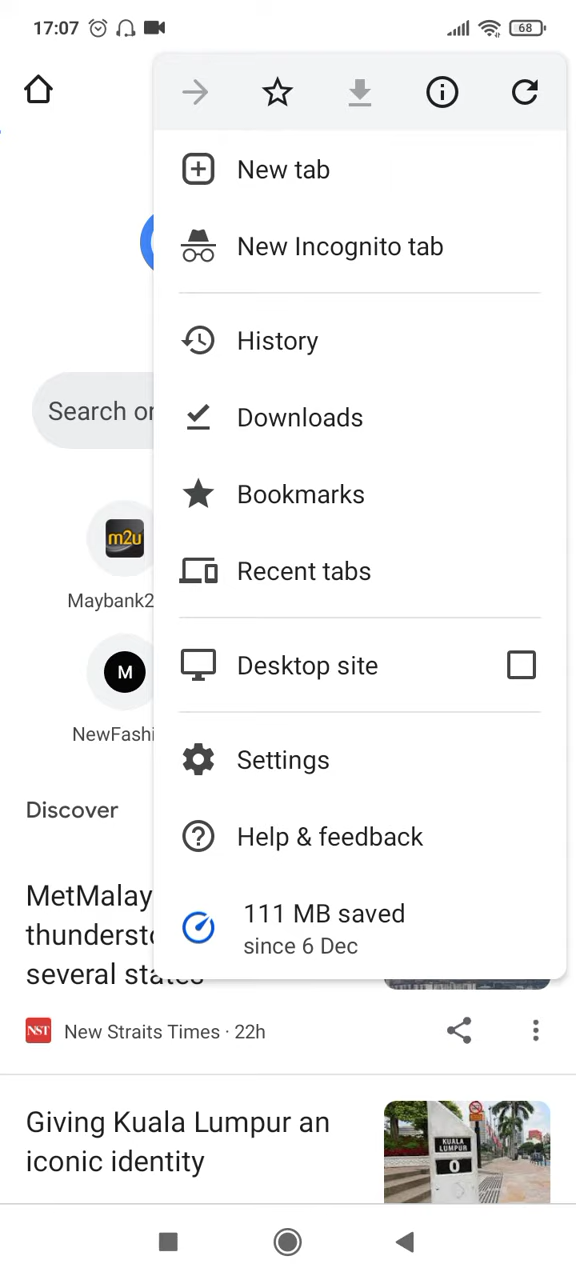 17:07
68
New tab
New Incognito tab
History
Search or
Downloads
Bookmarks
m2u
Recent tabs
Maybank2
Desktop site
M
NewFashi
Settings
Discover
Help & feedback
MetMalay
111 MB saved
thundersto
since 6 Dec
several states
NST
New Straits Times · 22h
Giving Kuala Lumpur an
iconic identity
KUALA
LUMPUR
0